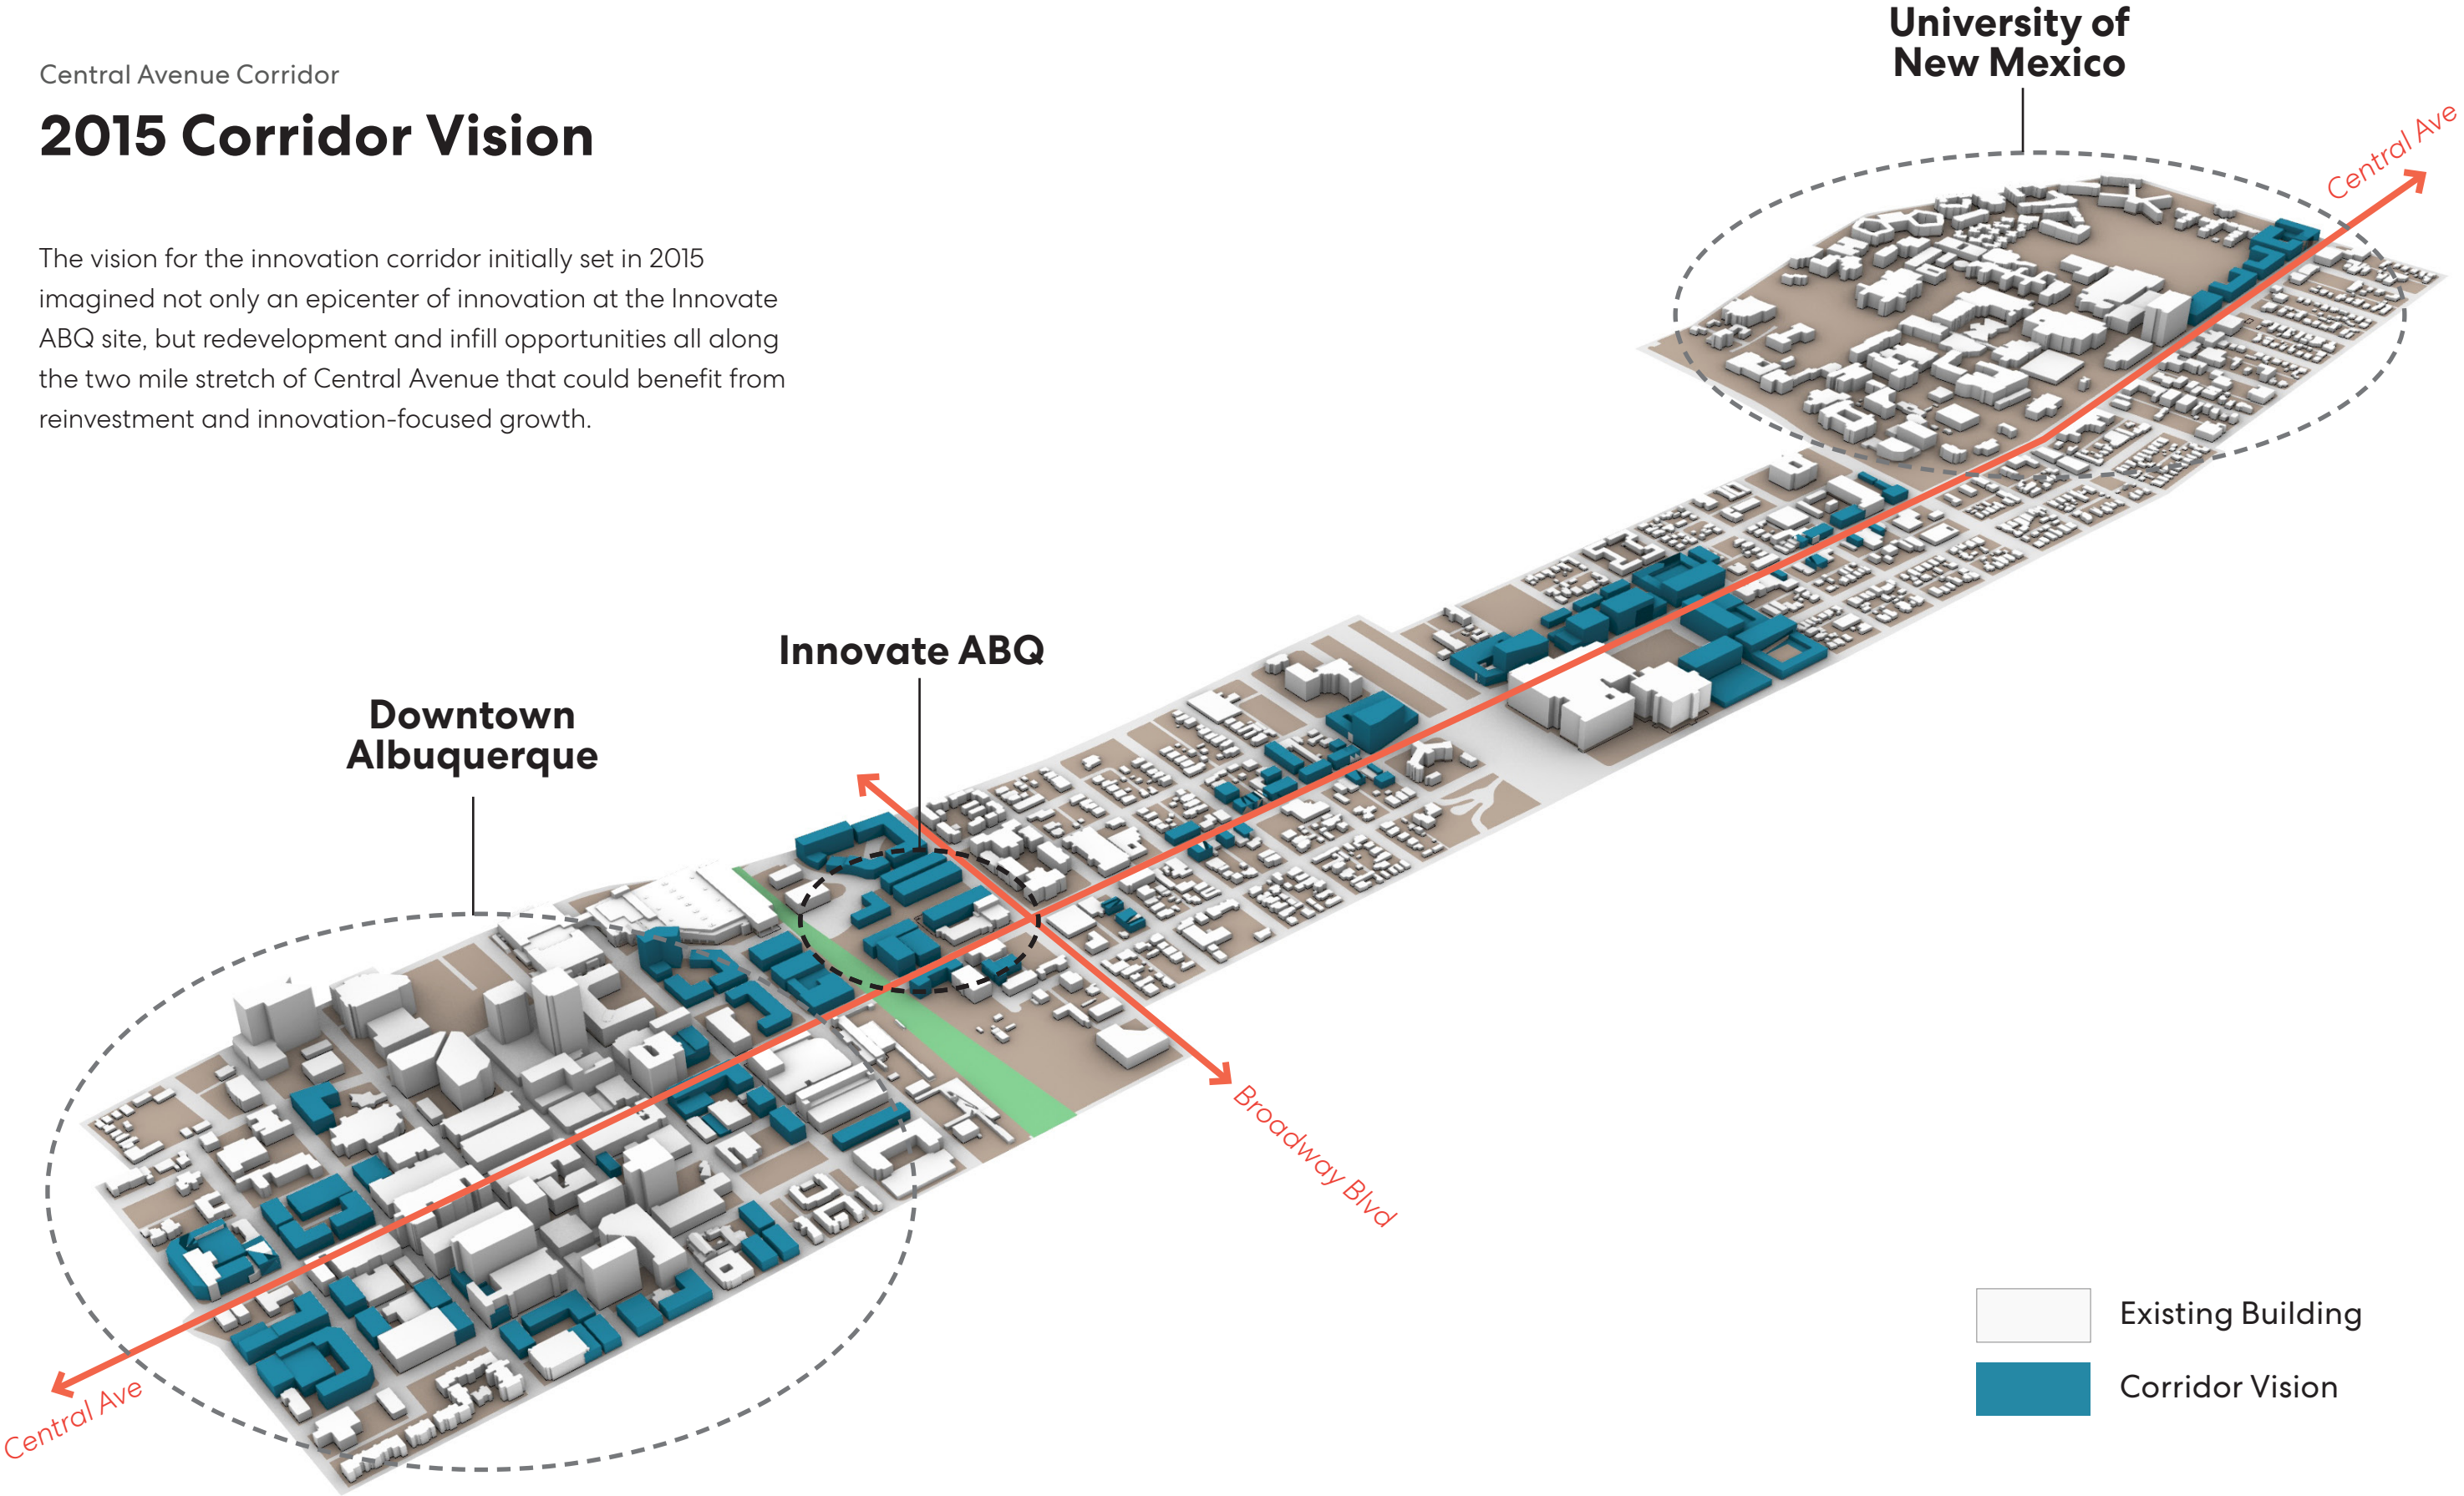 Central Avenue Corridor
2015 Corridor Vision
The vision for the innovation corridor initially set in 2015
imagined not only an epicenter of innovation at the Innovate
ABQ site, but redevelopment and infill opportunities all along
the two mile stretch of Central Avenue that could benefit from
reinvestment and innovation-focused growth.
University of
New Mexico
Central Ave
Innovate ABQ
Downtown
Albuquerque
Broadway Blvd
Central Ave
Existing Building
Corridor Vision